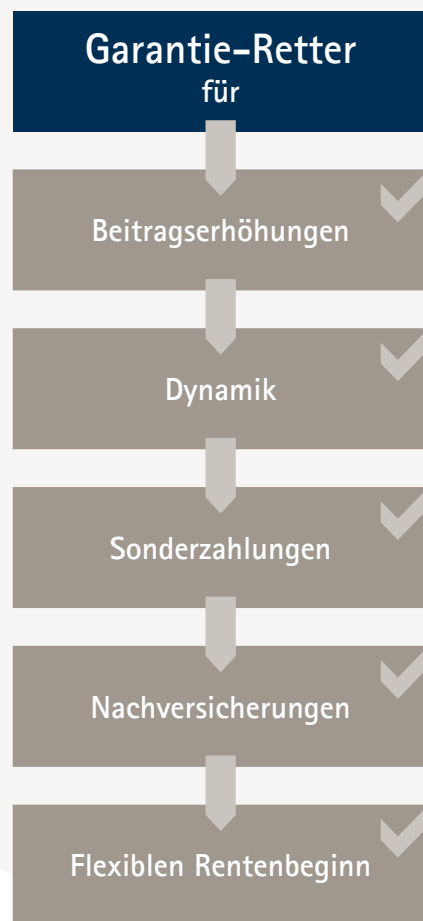 Garantie-Retter
für
Beitragserhöhungen
Dynamik
Sonderzahlungen
Nachversicherungen
Flexiblen Rentenbeginn